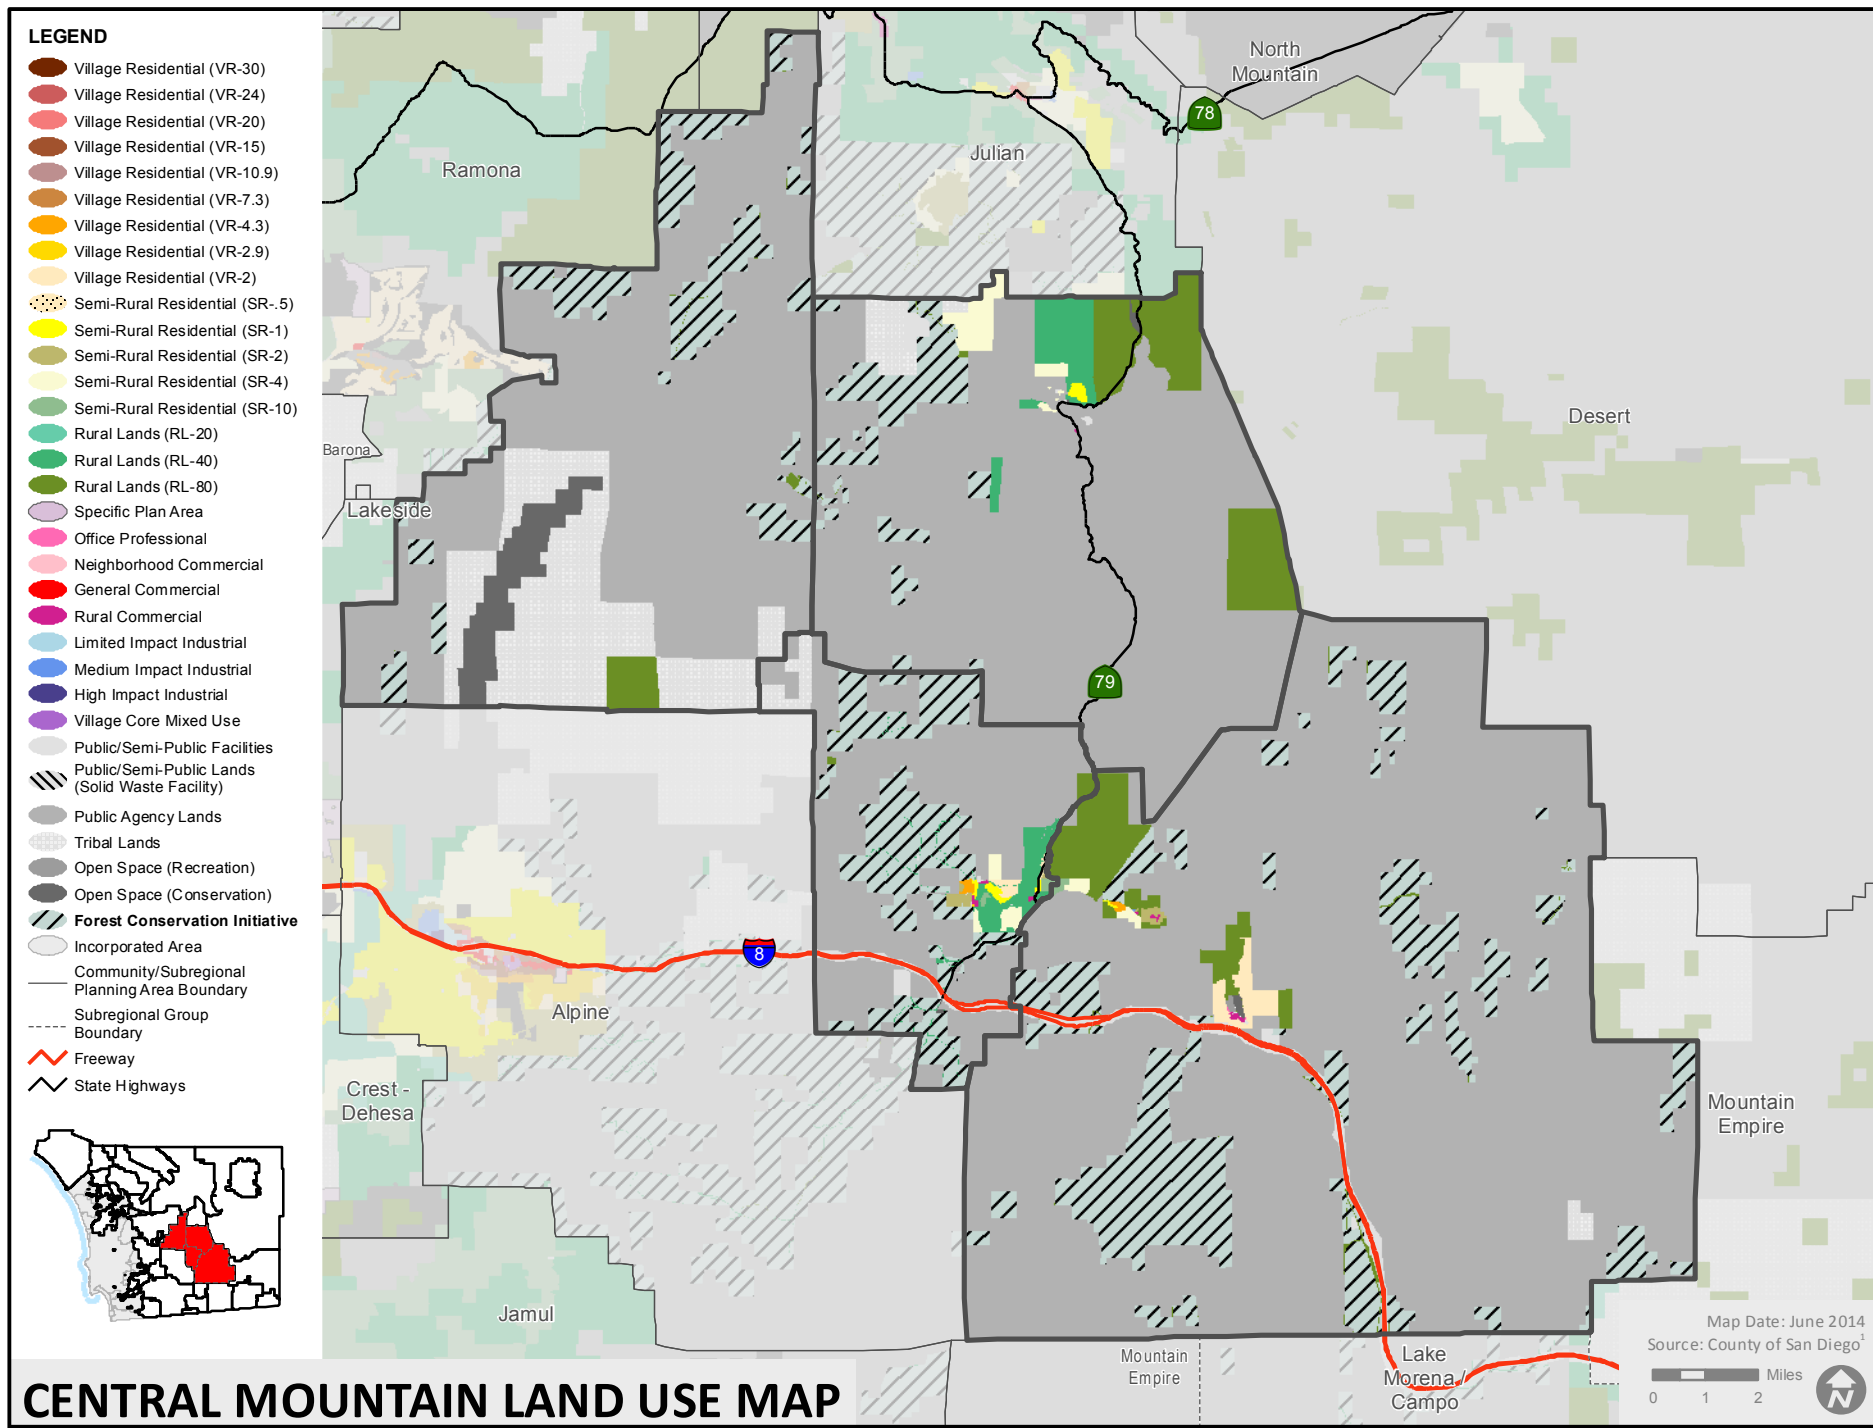 LEGEND
Village Residential (VR-30)
Village Residential (VR-24)
Village Residential (VR-20)
Village Residential (VR-15)
Village Residential (VR-10.9)
Village Residential (VR-7.3)
Village Residential (VR-4.3)
Village Residential (VR-2.9)
Village Residential (VR-2)
Semi-Rural Residential (SR-.5)
Semi-Rural Residential (SR-1)
Semi-Rural Residential (SR-2)
Semi-Rural Residential (SR-4)
Semi-Rural Residential (SR-10)
Rural Lands (RL-20)
Rural Lands (RL-40)
Rural Lands (RL-80)
Specific Plan Area
Office Professional
Neighborhood Commercial
General Commercial
Rural Commercial
Limited Impact Industrial
Medium Impact Industrial
High Impact Industrial
Village Core Mixed Use
Public/Semi-Public Facilities
Public/Semi-Public Lands
(Solid Waste Facility)
Public Agency Lands
Tribal Lands
Open Space (Recreation)
Open Space (Conservation)
Forest Conservation Initiative
Incorporated Area
Community/Subregional
Planning Area Boundary
Subregional Group
Boundary
Freeway
State Highways
North
Mountain
78
Julian
Ramona
Desert
Barona
Lakeside
79
8
Alpine
Crest -
Dehesa
Mountain
Empire
Jamul
Mountain
Empire
Lake
Morena /
Campo
Map Date: June 2014
Source: County of San Diego1
Miles
0 1 2
N
CENTRAL MOUNTAIN LAND USE MAP